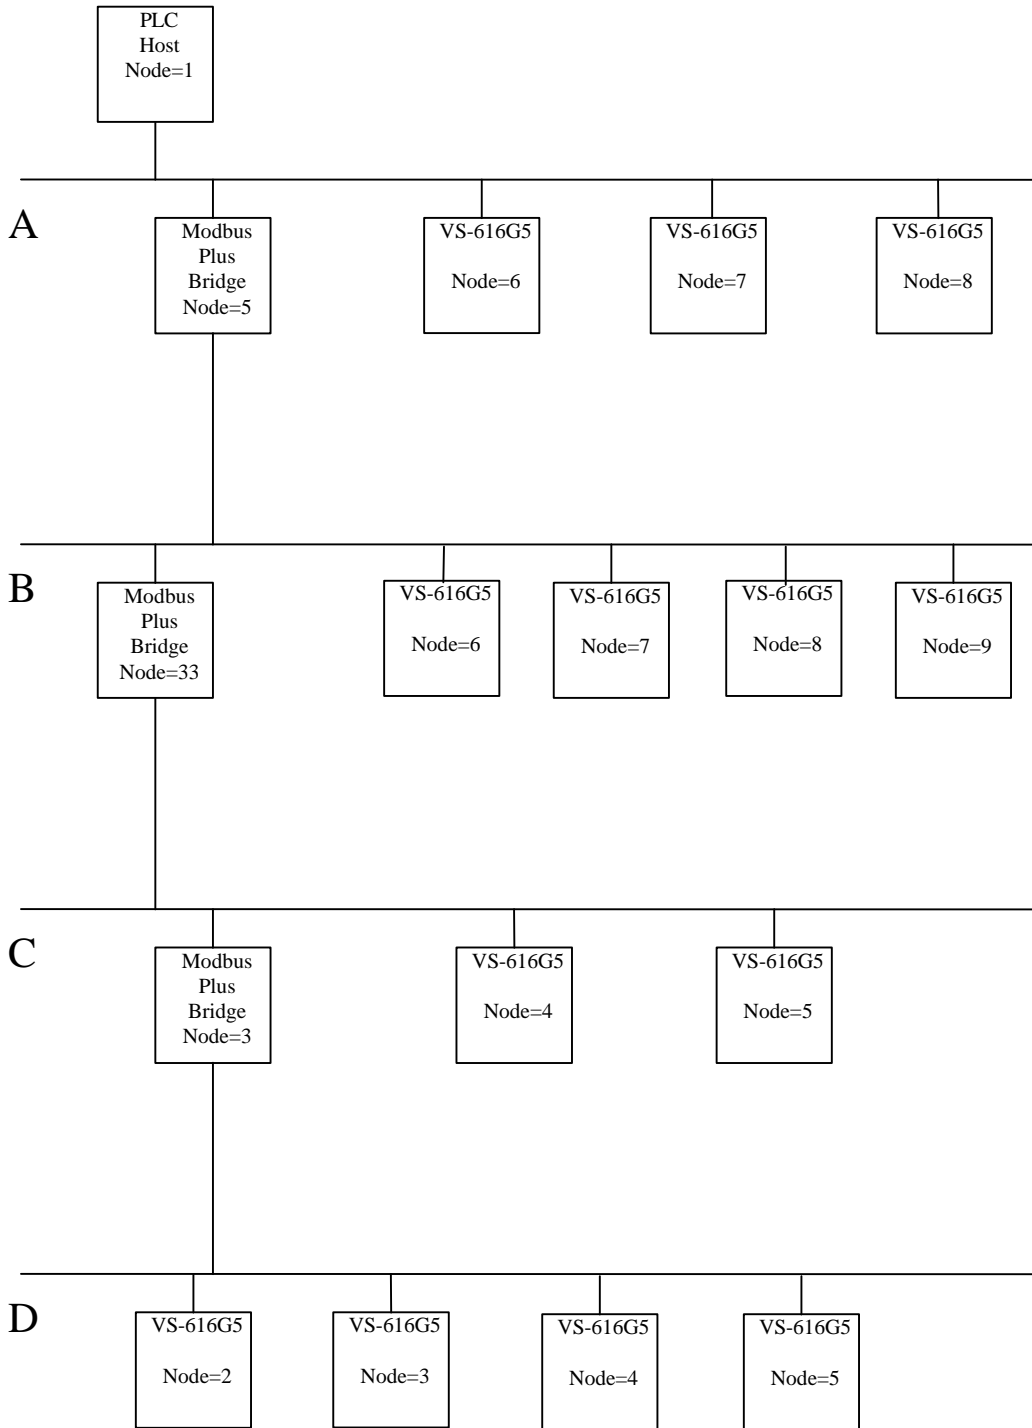 PLC
Host
Node=1
A
Modbus
Plus
Bridge
Node=5
VS-616G5
Node=6
VS-616G5
Node=7
VS-616G5
Node=8
B
Modbus
Plus
Bridge
Node=33
VS-616G5
Node=6
VS-616G5
Node=7
VS-616G5
Node=8
VS-616G5
Node=9
C
Modbus
Plus
Bridge
Node=3
VS-616G5
Node=4
VS-616G5
Node=5
D
VS-616G5
Node=2
VS-616G5
Node=3
VS-616G5
Node=4
VS-616G5
Node=5